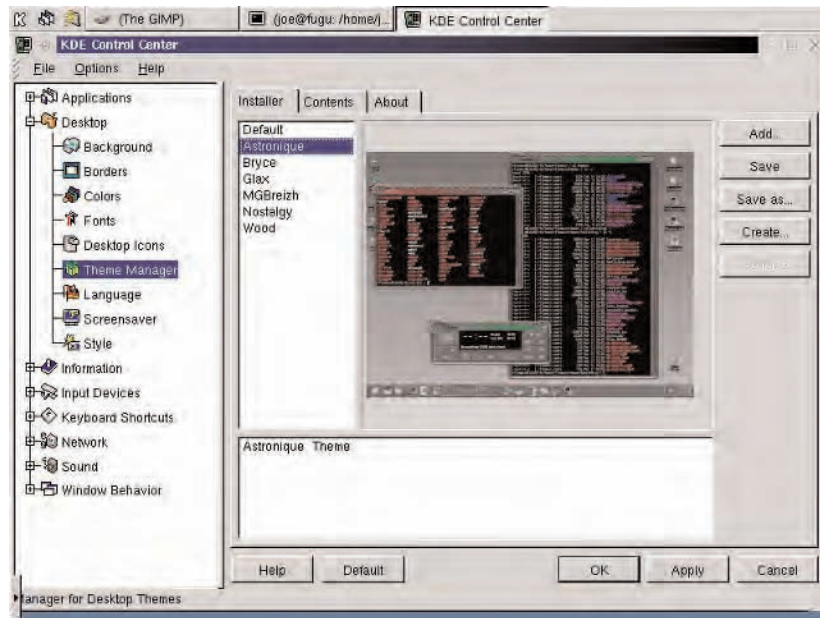 (The GIMP)
(joe@fugu: /home/j...
KDE Control Center
KDE Control Center
File Options Help
Applications
Desktop
Background
Borders
Colors
Fonts
Desktop Icons
Theme Manager
Language
Screensaver
Style
Information
Input Devices
Keyboard Shortcuts
Network
Sound
Window Behavior
Installer Contents About
Default
Astronique
Bryce
Glax
MGBreizh
Nostalgy
Wood
Add...
Save
Save as...
Create...
Astronique Theme
Help Default OK Apply Cancel
Manager for Desktop Themes